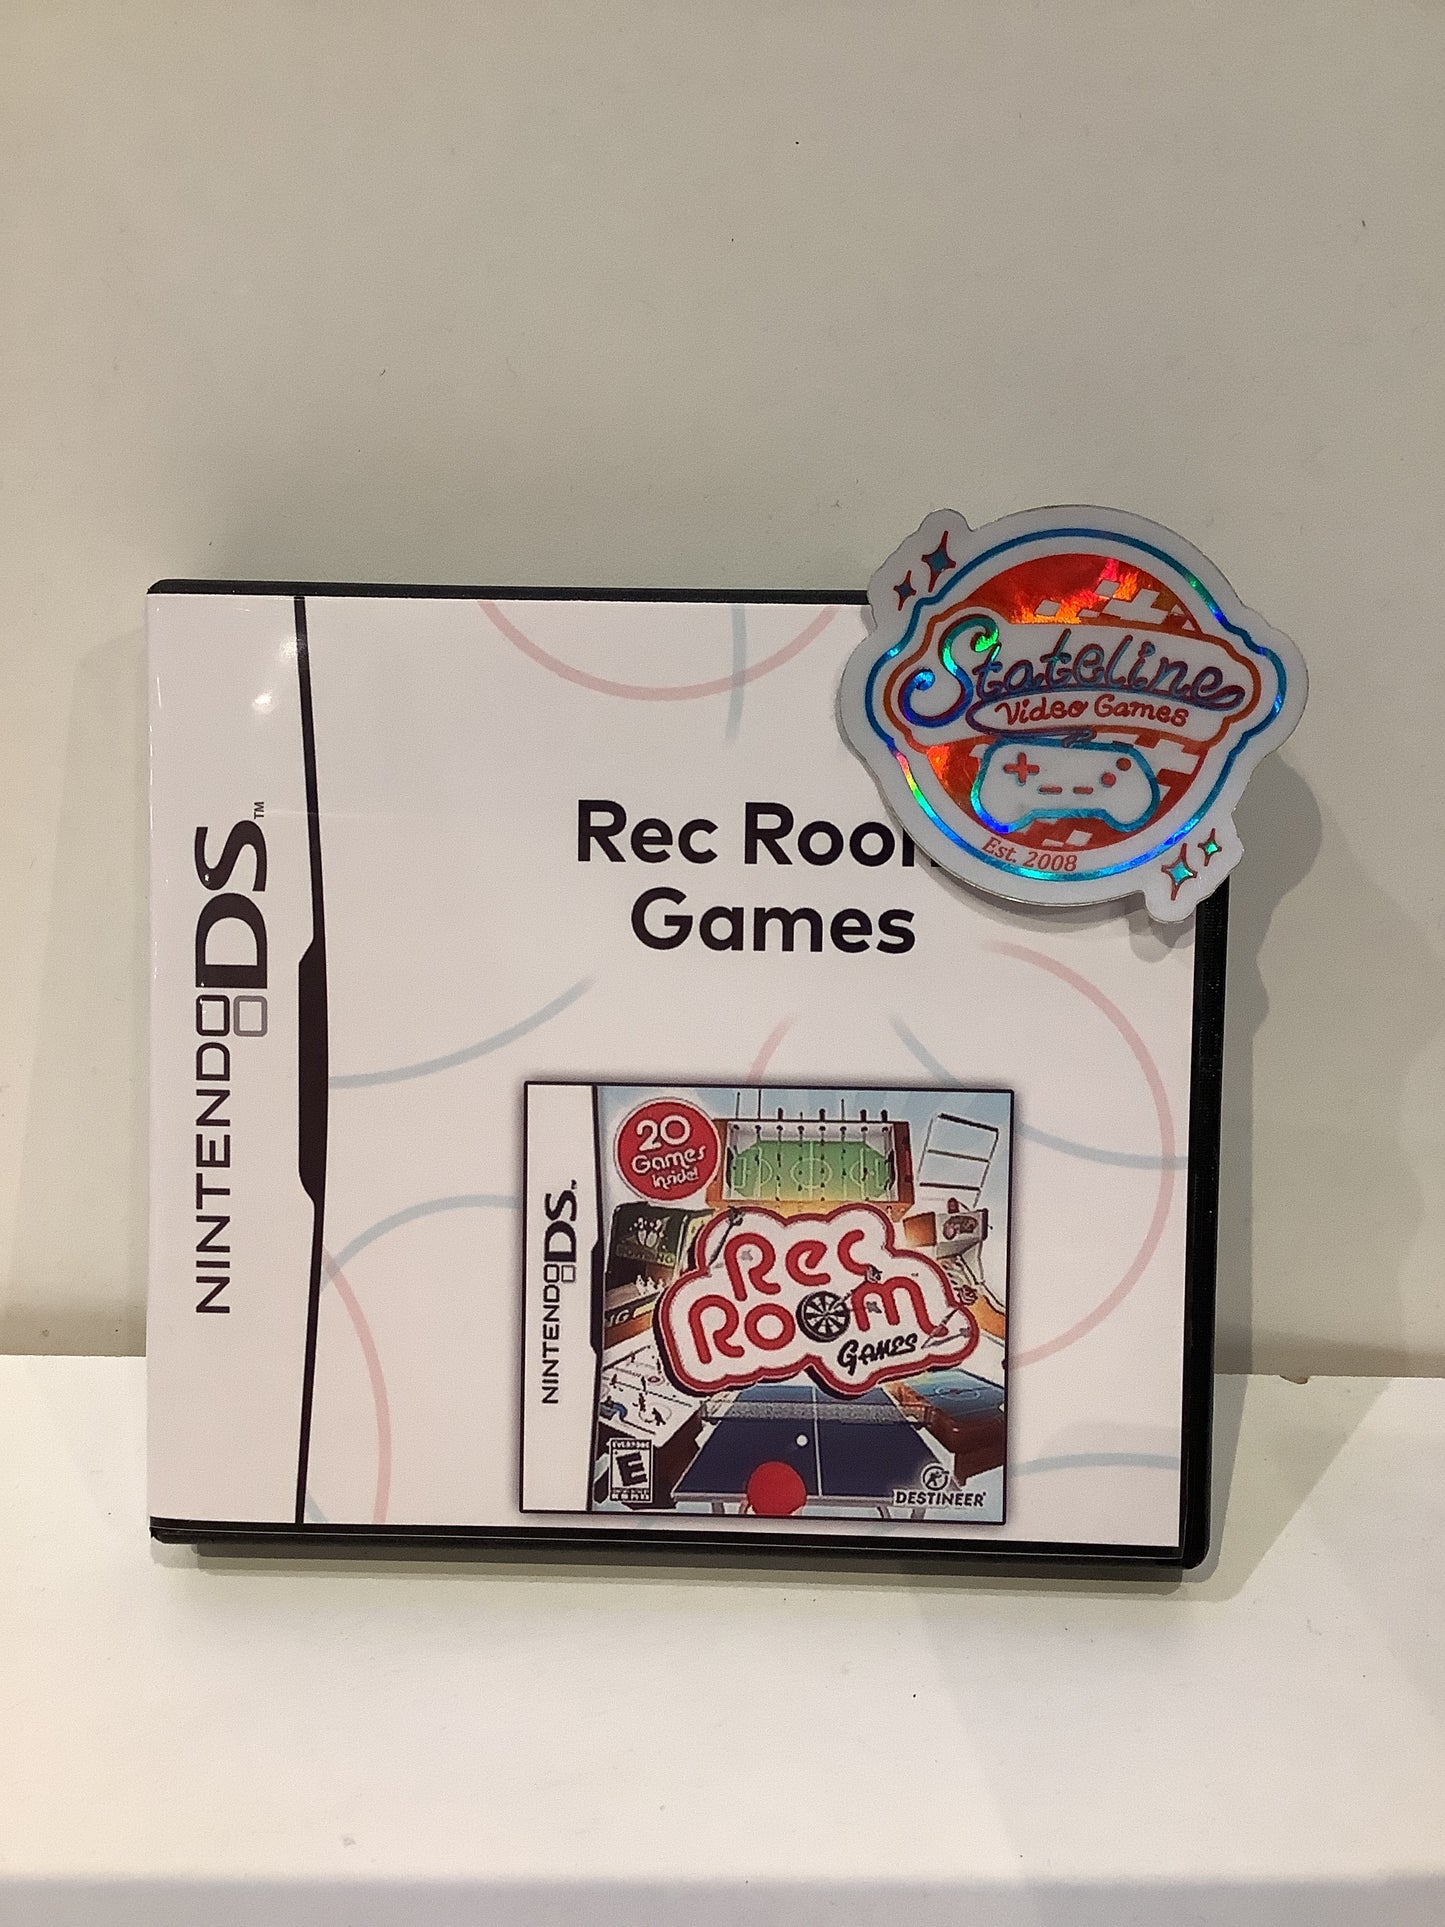 Stateline
Video Games
Est. 2008
NINTENDO DS™
Rec Room
Games
20
Games
Inside!
NINTENDO DS™
Rec
Room
GAMES
EVERYONE
E
DESTINEER